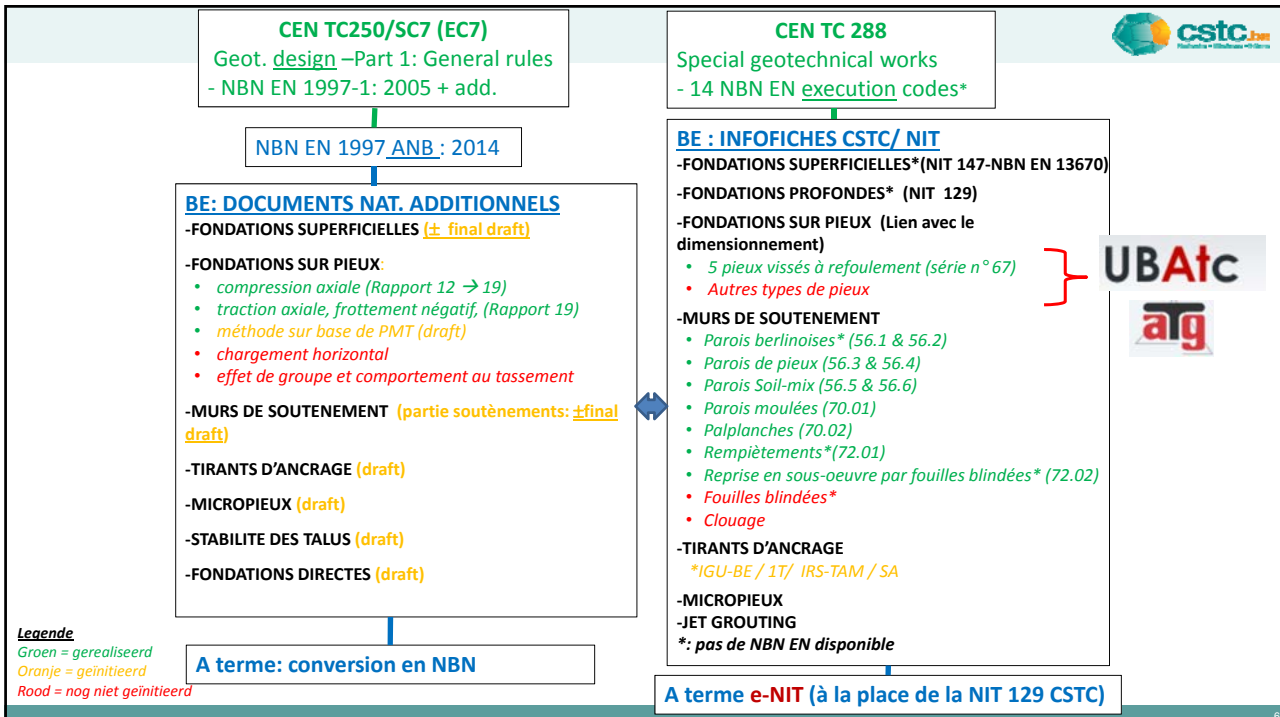 CEN TC250/SC7 (EC7)
Geot. design –Part 1: General rules
- NBN EN 1997-1: 2005 + add.
NBN EN 1997 ANB : 2014
BE: DOCUMENTS NAT. ADDITIONNELS
-FONDATIONS SUPERFICIELLES (± final draft)
-FONDATIONS SUR PIEUX:
• compression axiale (Rapport 12 → 19)
• traction axiale, frottement négatif, (Rapport 19)
• méthode sur base de PMT (draft)
• chargement horizontal
• effet de groupe et comportement au tassement
-MURS DE SOUTENEMENT (partie soutènements: ±final
draft)
-TIRANTS D'ANCRAGE (draft)
-MICROPIEUX (draft)
-STABILITE DES TALUS (draft)
-FONDATIONS DIRECTES (draft)
A terme: conversion en NBN
Legende
Groen = gerealiseerd
Oranje = geïnitieerd
Rood = nog niet geïnitieerd
CEN TC 288
Special geotechnical works
- 14 NBN EN execution codes*
BE : INFOFICHES CSTC/ NIT
-FONDATIONS SUPERFICIELLES*(NIT 147-NBN EN 13670)
-FONDATIONS PROFONDES* (NIT 129)
-FONDATIONS SUR PIEUX (Lien avec le
dimensionnement)
• 5 pieux vissés à refoulement (série n° 67)
• Autres types de pieux
-MURS DE SOUTENEMENT
• Parois berlinoises* (56.1 & 56.2)
• Parois de pieux (56.3 & 56.4)
• Parois Soil-mix (56.5 & 56.6)
• Parois moulées (70.01)
• Palplanches (70.02)
• Rempiètements*(72.01)
• Reprise en sous-oeuvre par fouilles blindées* (72.02)
• Fouilles blindées*
• Clouage
-TIRANTS D'ANCRAGE
*IGU-BE / 1T/ IRS-TAM / SA
-MICROPIEUX
-JET GROUTING
*: pas de NBN EN disponible
A terme e-NIT (à la place de la NIT 129 CSTC)
cstc.be
UBAtc
aTg